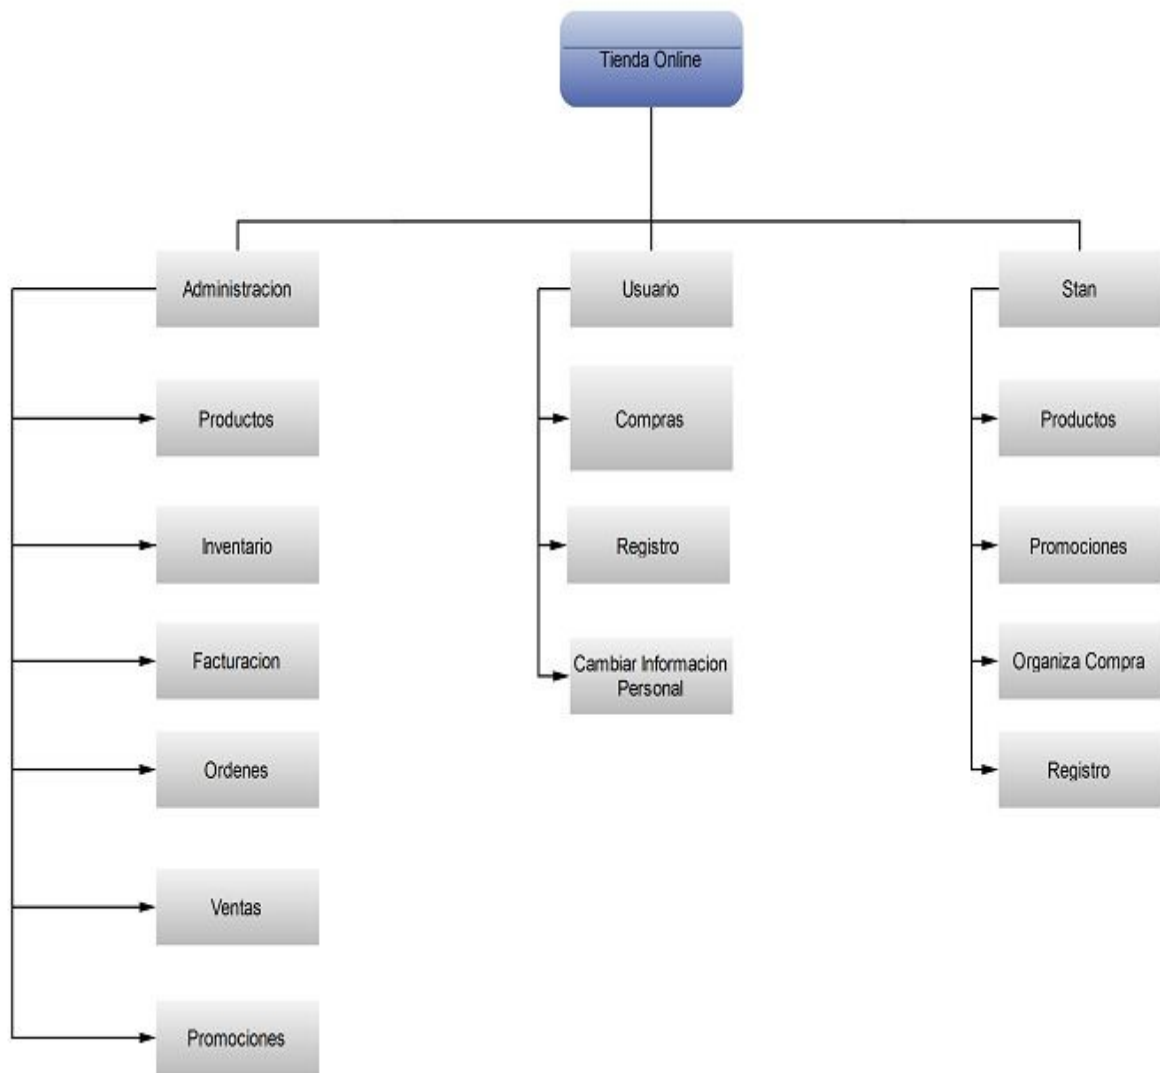 Tienda Online
Administracion
Usuario
Stan
Productos
Compras
Productos
Inventario
Registro
Promociones
Facturacion
Cambiar Informacion
Personal
Organiza Compra
Ordenes
Registro
Ventas
Promociones